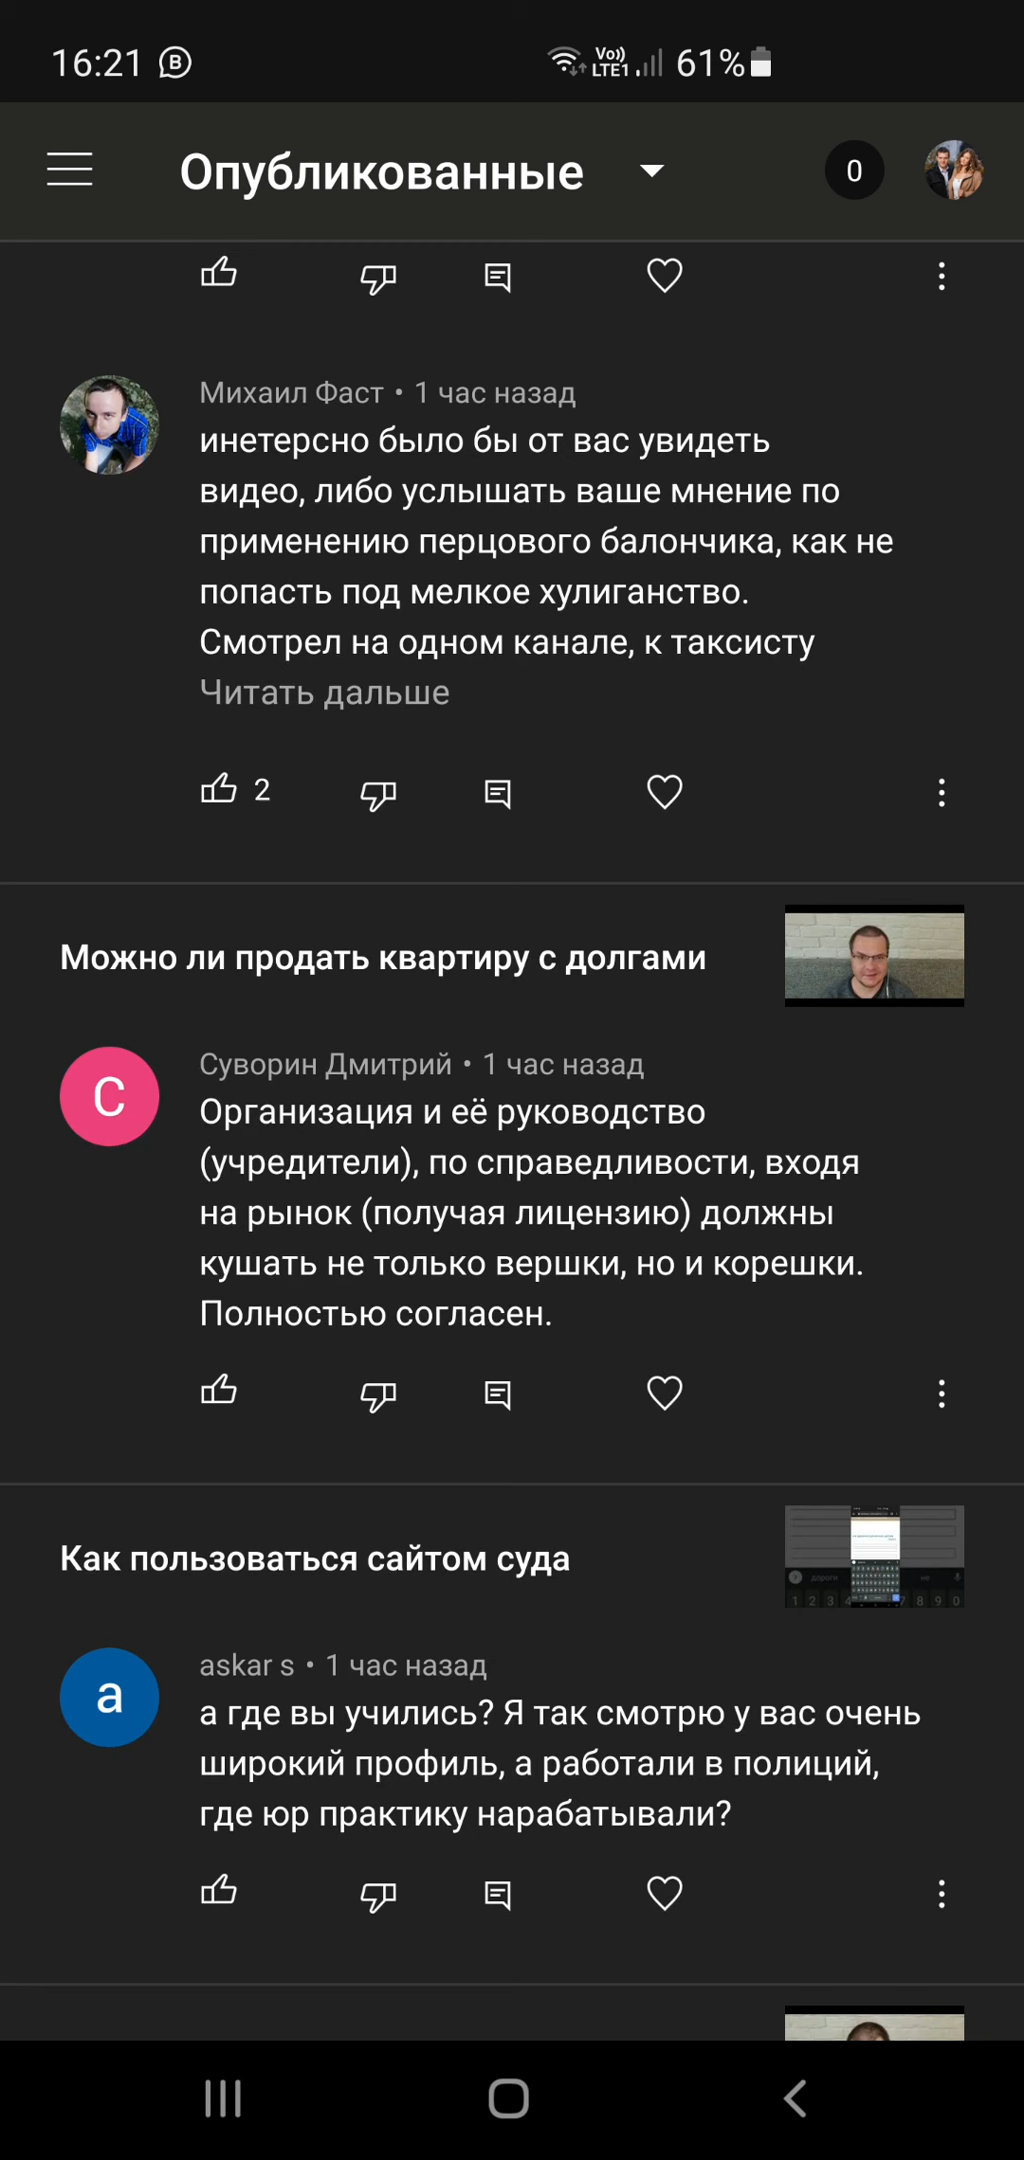 16:21 B Vo)) LTE1 61%
Опубликованные 0
Михаил Фаст • 1 час назад
инетерсно было бы от вас увидеть
видео, либо услышать ваше мнение по
применению перцового балончика, как не
попасть под мелкое хулиганство.
Смотрел на одном канале, к таксисту
Читать дальше
2
Можно ли продать квартиру с долгами
С
Суворин Дмитрий • 1 час назад
Организация и её руководство
(учредители), по справедливости, входя
на рынок (получая лицензию) должны
кушать не только вершки, но и корешки.
Полностью согласен.
Как пользоваться сайтом суда
a
askar s • 1 час назад
а где вы учились? Я так смотрю у вас очень
широкий профиль, а работали в полиций,
где юр практику нарабатывали?